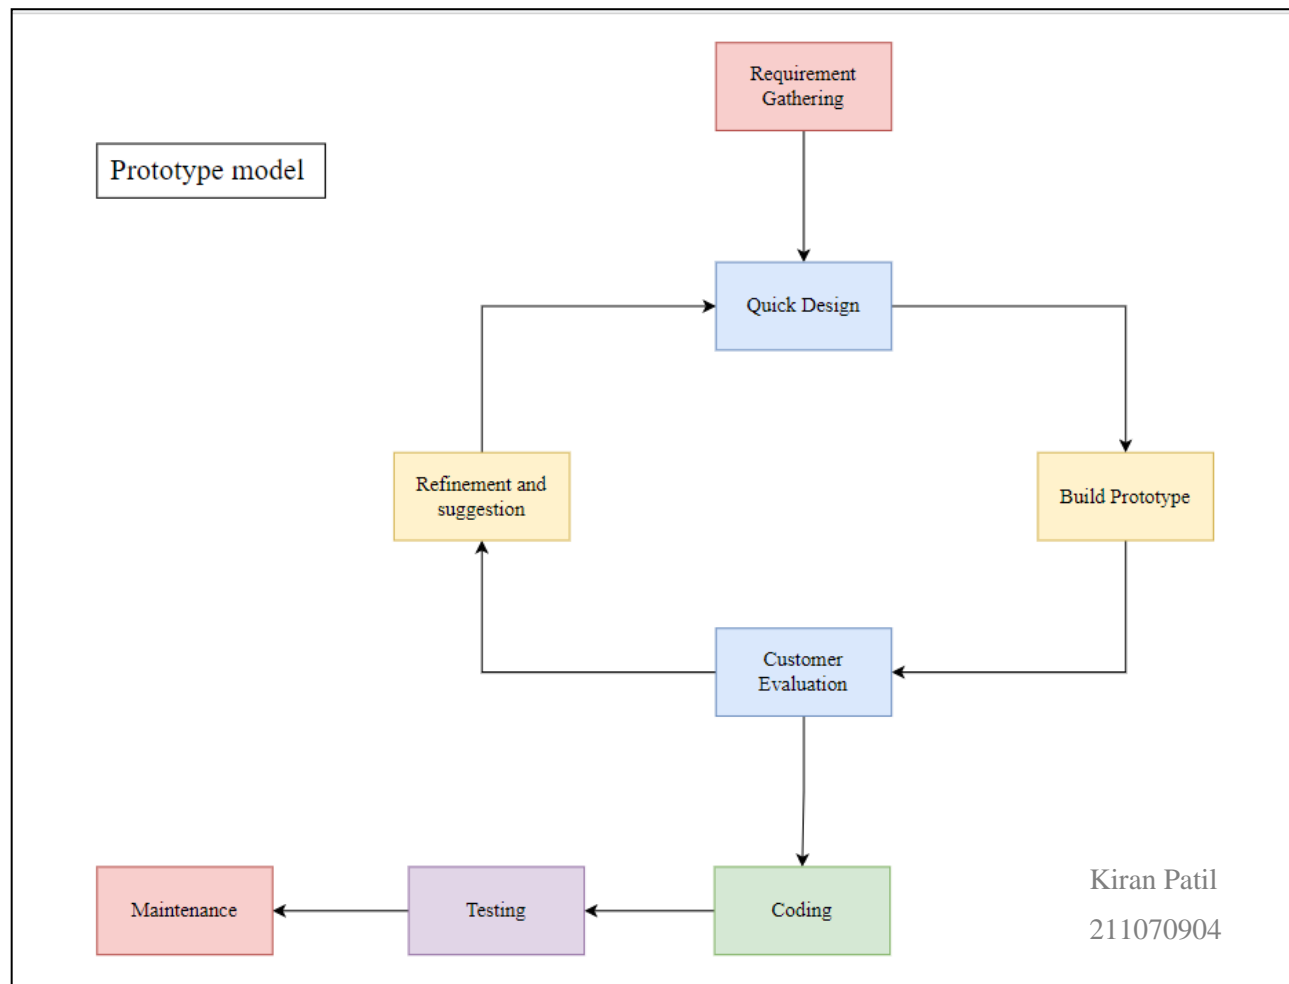 Requirement
Gathering
Prototype model
Quick Design
Refinement and
suggestion
Build Prototype
Customer
Evaluation
Maintenance
Testing
Coding
Kiran Patil
211070904